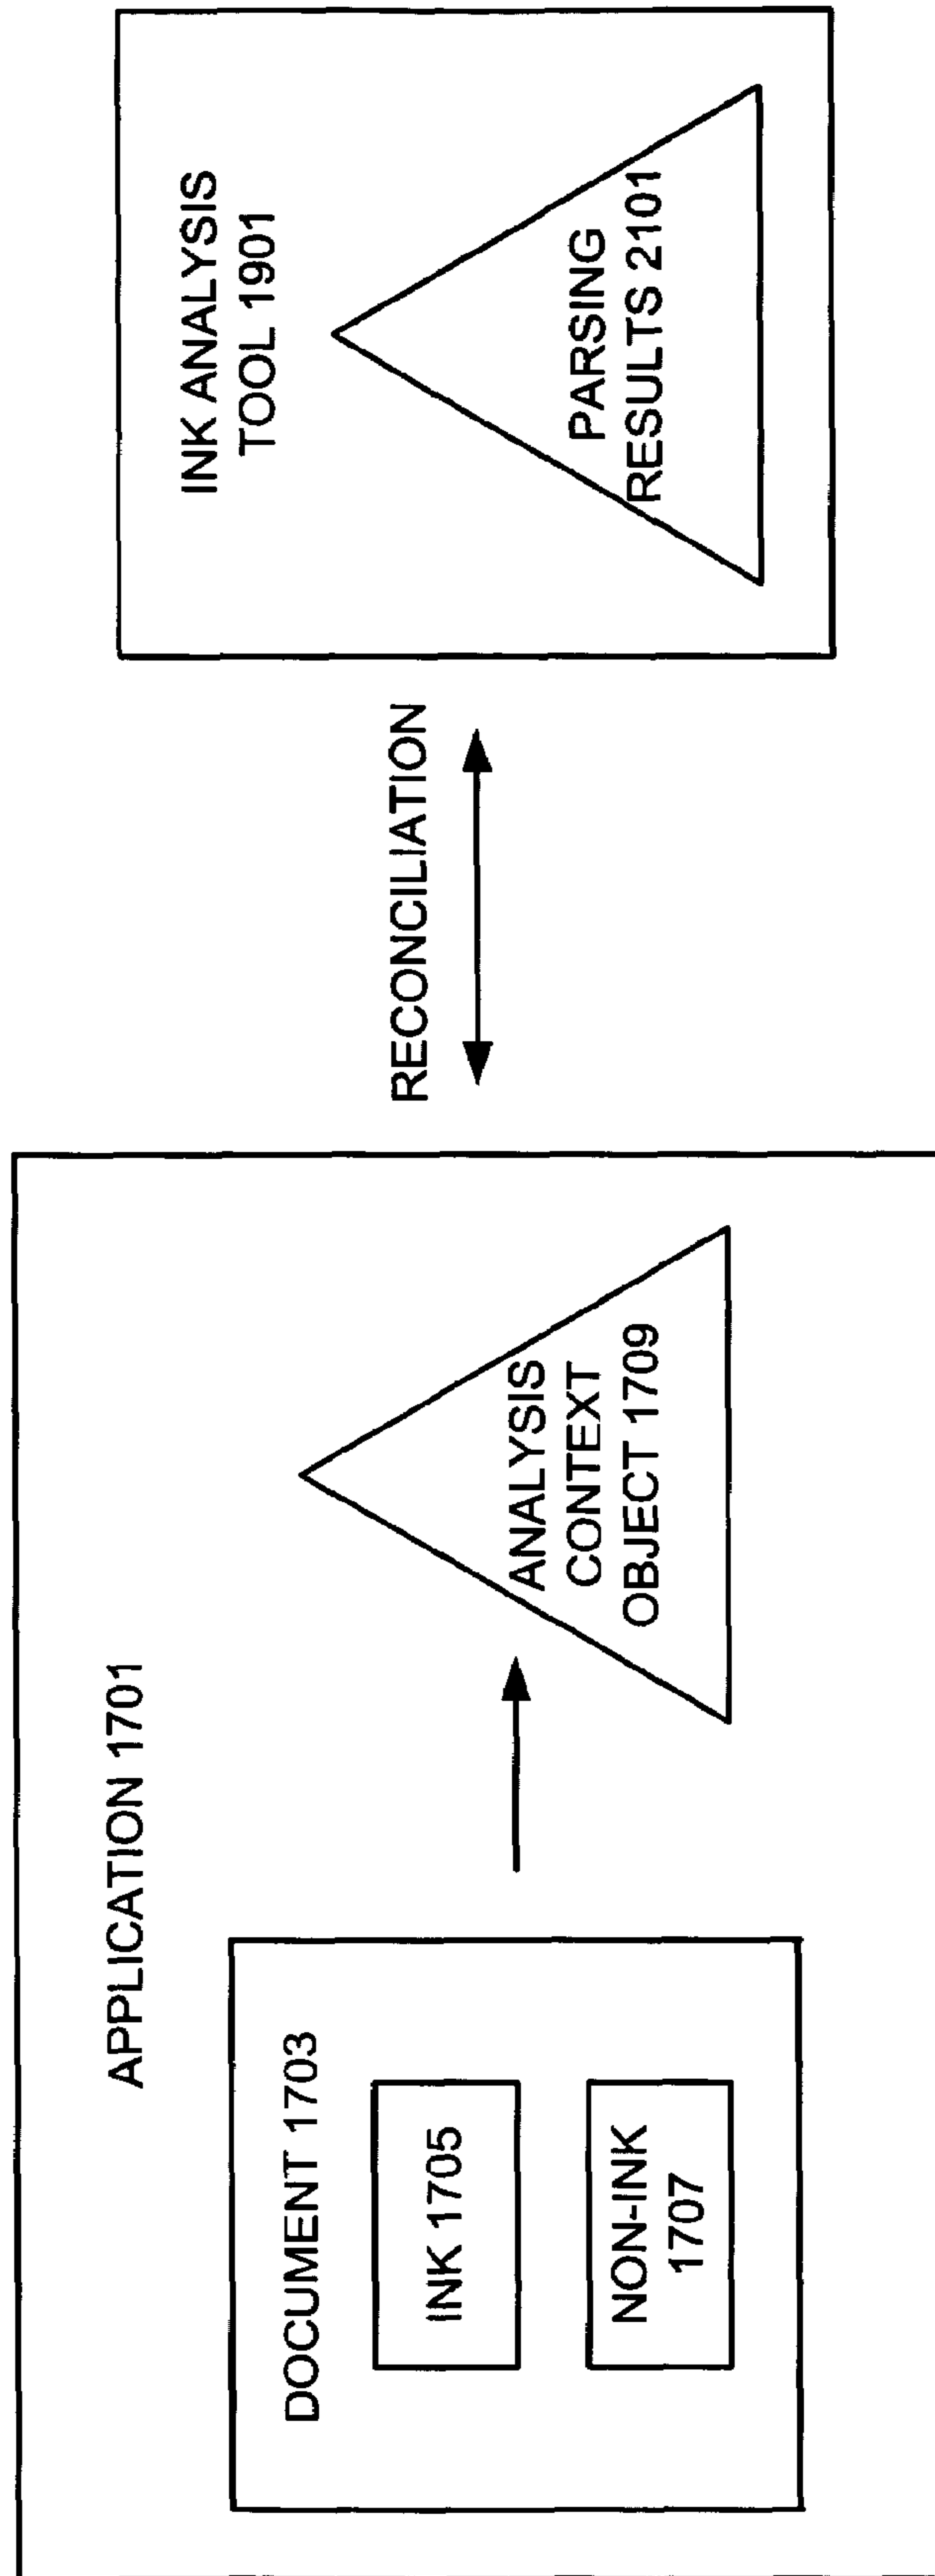 APPLICATION 1701
DOCUMENT 1703
INK 1705
NON-INK
1707
ANALYSIS
CONTEXT
OBJECT 1709
RECONCILIATION
INK ANALYSIS
TOOL 1901
PARSING
RESULTS 2101